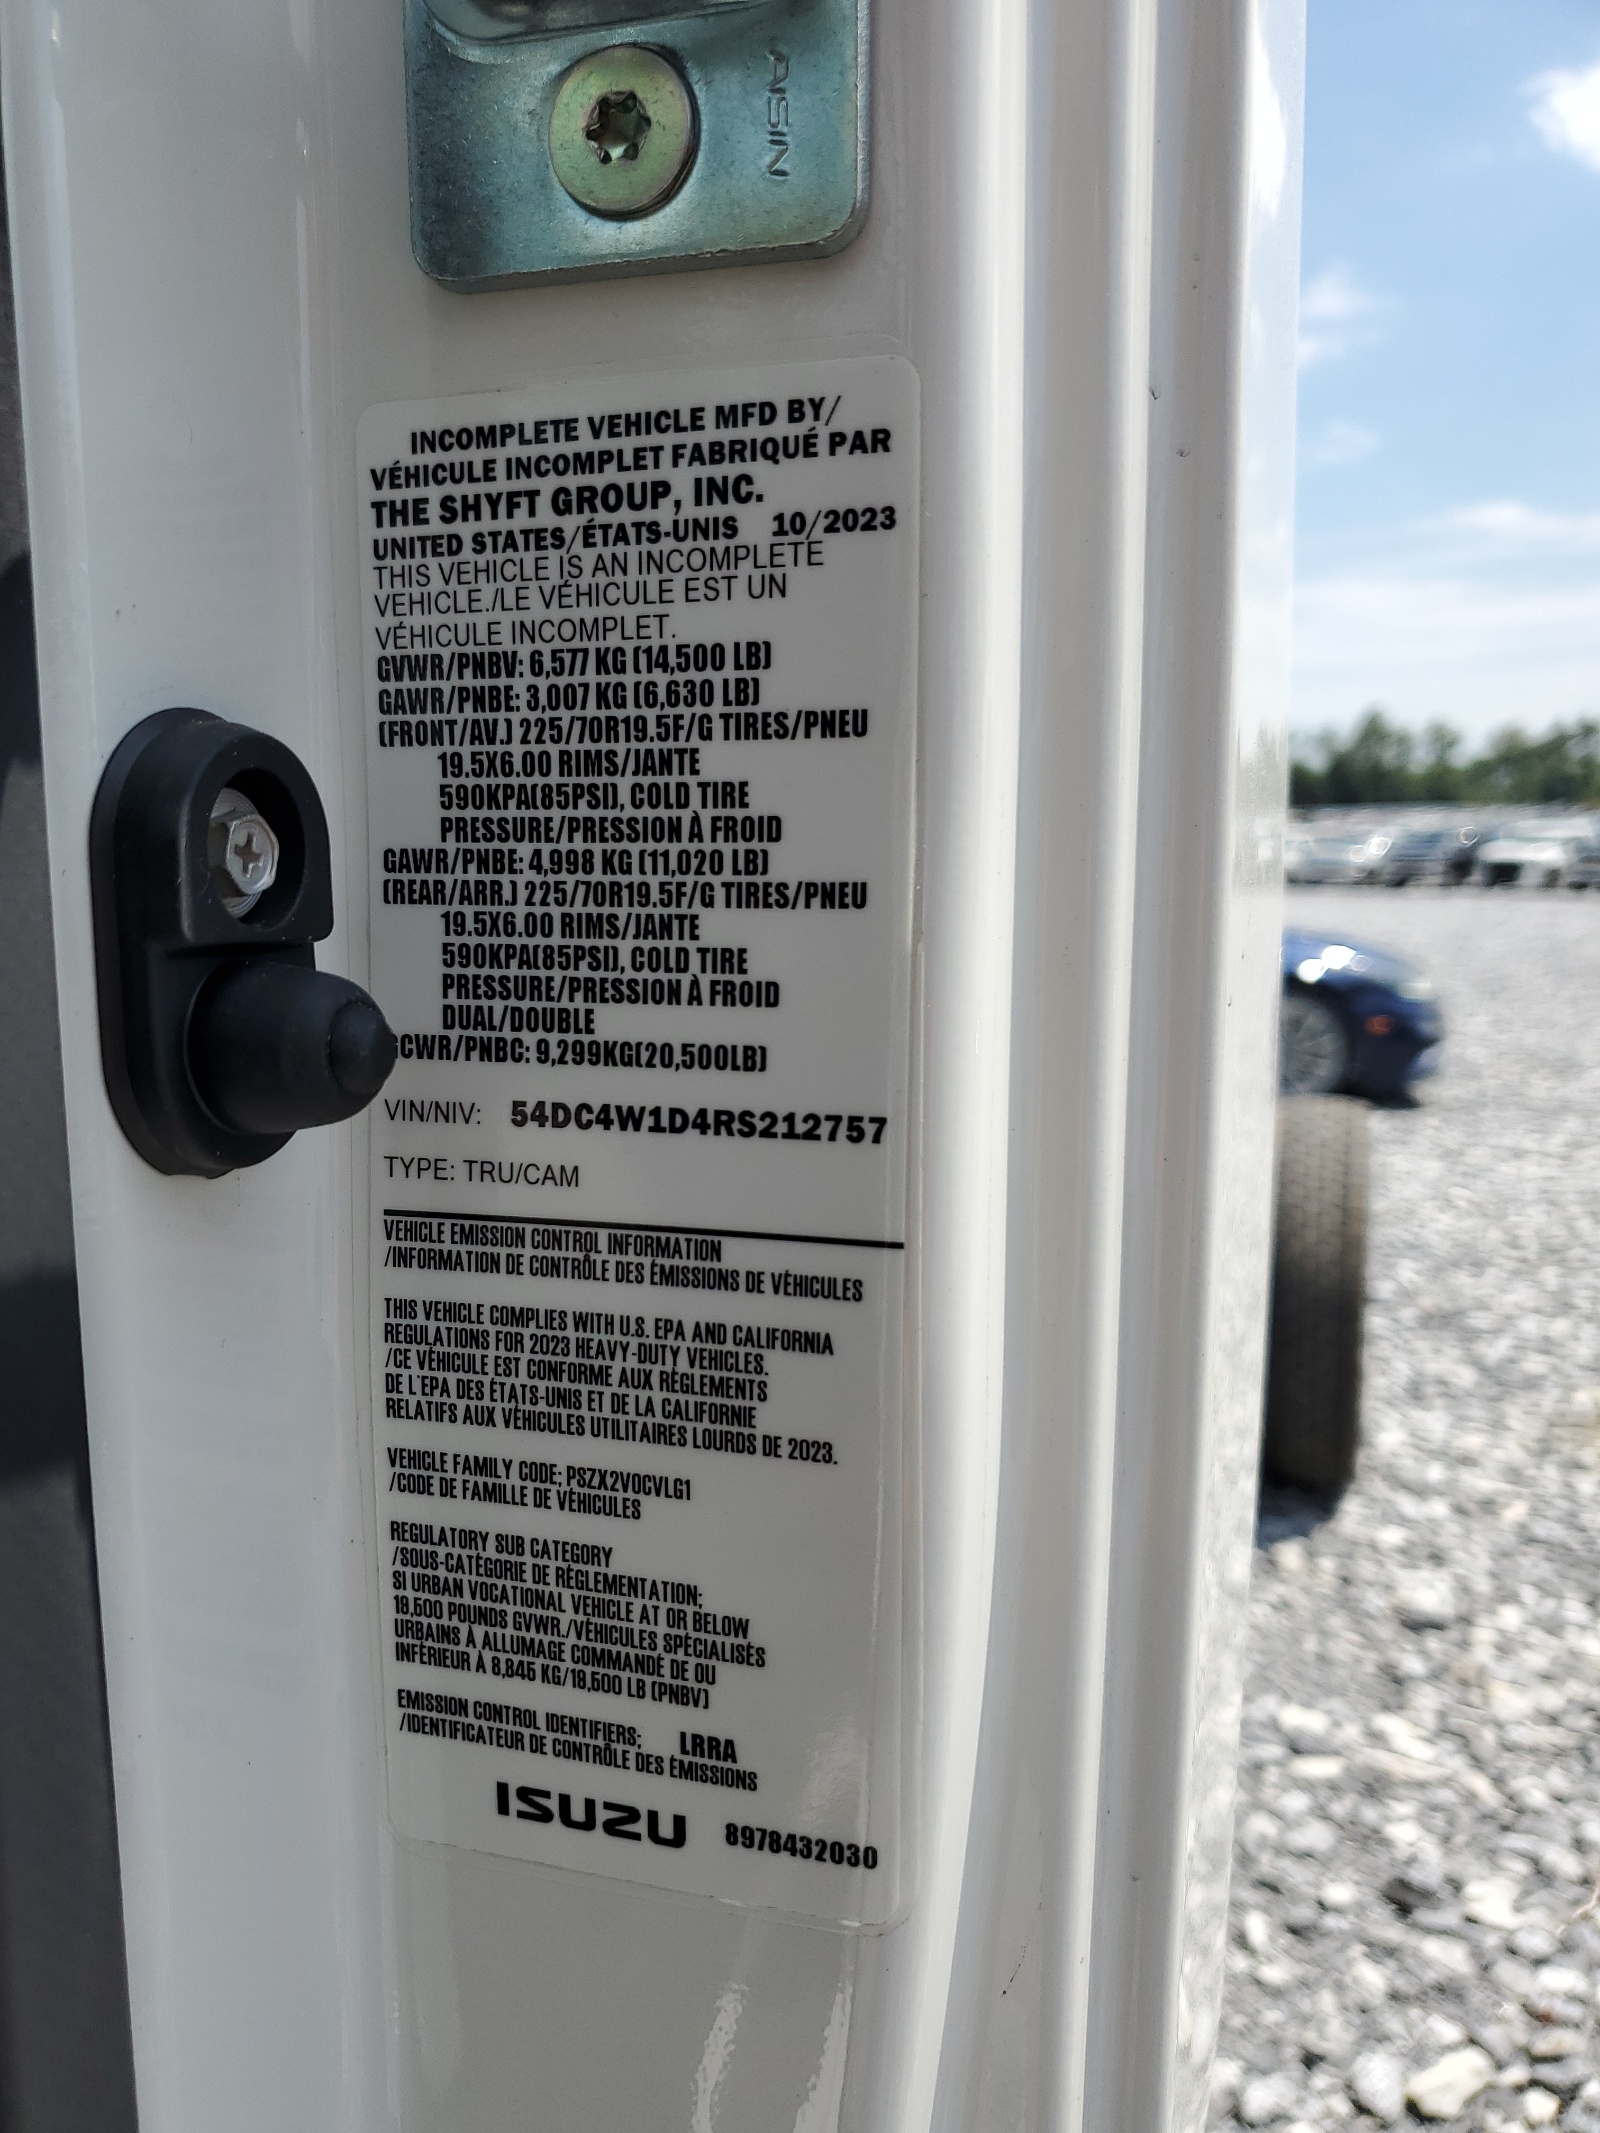 AISIN
INCOMPLETE VEHICLE MFD BY/
VÉHICULE INCOMPLET FABRIQUÉ PAR
THE SHYFT GROUP, INC.
UNITED STATES/ÉTATS-UNIS 10/2023
THIS VEHICLE IS AN INCOMPLETE
VEHICLE./LE VÉHICULE EST UN
VÉHICULE INCOMPLET.
GVWR/PNBV: 6,577 KG (14,500 LB)
GAWR/PNBE: 3,007 KG (6,630 LB)
(FRONT/AV.) 225/70R19.5F/G TIRES/PNEU
19.5X6.00 RIMS/JANTE
590KPA(85PSI), COLD TIRE
PRESSURE/PRESSION À FROID
GAWR/PNBE: 4,998 KG (11,020 LB)
(REAR/ARR.) 225/70R19.5F/G TIRES/PNEU
19.5X6.00 RIMS/JANTE
590KPA(85PSI), COLD TIRE
PRESSURE/PRESSION À FROID
DUAL/DOUBLE
GCWR/PNBC: 9,299KG(20,500LB)
VIN/NIV: 54DC4W1D4RS212757
TYPE: TRU/CAM
VEHICLE EMISSION CONTROL INFORMATION
/INFORMATION DE CONTRÔLE DES ÉMISSIONS DE VÉHICULES
THIS VEHICLE COMPLIES WITH U.S. EPA AND CALIFORNIA
REGULATIONS FOR 2023 HEAVY-DUTY VEHICLES.
/CE VÉHICULE EST CONFORME AUX RÈGLEMENTS
DE L'EPA DES ÉTATS-UNIS ET DE LA CALIFORNIE
RELATIFS AUX VÉHICULES UTILITAIRES LOURDS DE 2023.
VEHICLE FAMILY CODE; PSZX2VOCVLG1
/CODE DE FAMILLE DE VÉHICULES
REGULATORY SUB CATEGORY
/SOUS-CATÉGORIE DE RÉGLEMENTATION;
SI URBAN VOCATIONAL VEHICLE AT OR BELOW
19,500 POUNDS GVWR./VÉHICULES SPÉCIALISÉS
URBAINS À ALLUMAGE COMMANDÉ DE OU
INFÉRIEUR À 8,845 KG/19,500 LB (PNBV)
EMISSION CONTROL IDENTIFIERS; LRRA
/IDENTIFICATEUR DE CONTRÔLE DES ÉMISSIONS
ISUZU 8978432030